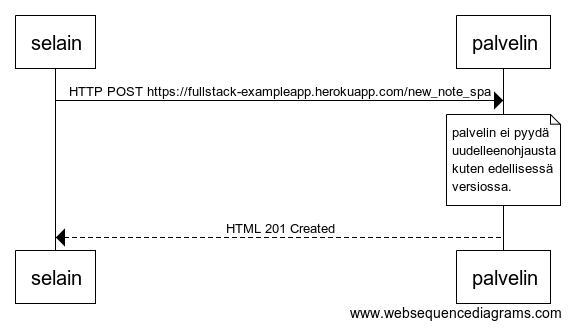 selain
palvelin
HTTP POST https://fullstack-exampleapp.herokuapp.com/new_note_spa
palvelin ei pyydä
uudelleenohjausta
kuten edellisessä
versiossa.
HTML 201 Created
selain
palvelin
www.websequencediagrams.com